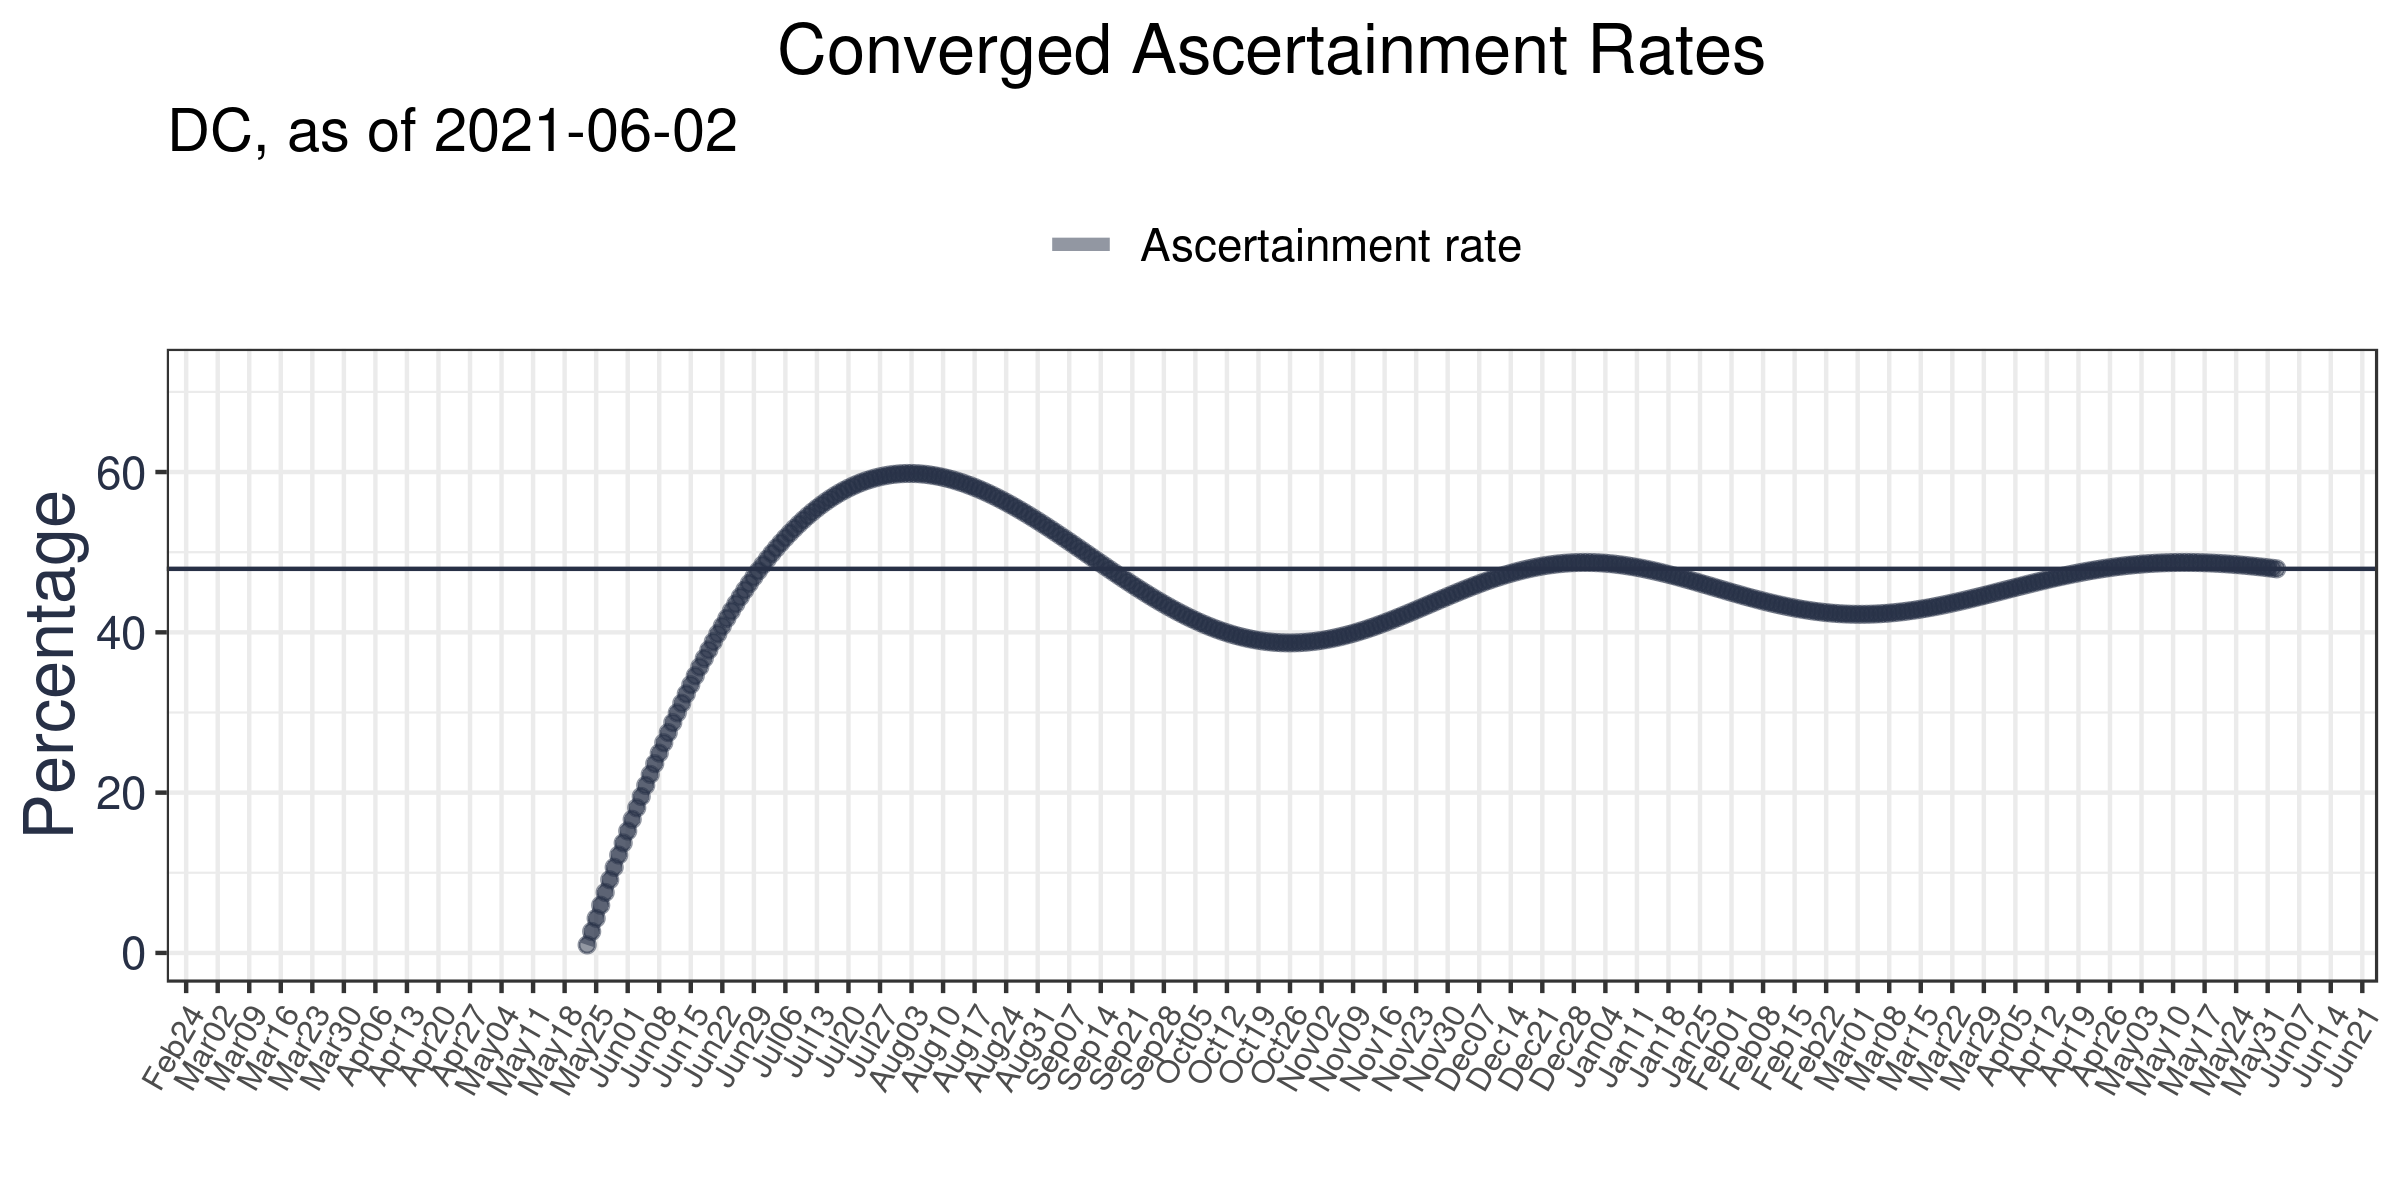 Converged Ascertainment Rates
DC, as of 2021-06-02
Ascertainment rate
Percentage
60
40
20
0
Feb24
Mar02
Mar09
Mar16
Mar23
Mar30
Apr06
Apr13
Apr20
Apr27
May04
May11
May18
May25
Jun01
Jun08
Jun15
Jun22
Jun29
Jul06
Jul13
Jul20
Jul27
Aug03
Aug10
Aug17
Aug24
Aug31
Sep07
Sep14
Sep21
Sep28
Oct05
Oct12
Oct19
Oct26
Nov02
Nov09
Nov16
Nov23
Nov30
Dec07
Dec14
Dec21
Dec28
Jan04
Jan11
Jan18
Jan25
Feb01
Feb08
Feb15
Feb22
Mar01
Mar08
Mar15
Mar22
Mar29
Apr05
Apr12
Apr19
Apr26
May03
May10
May17
May24
May31
Jun07
Jun14
Jun21